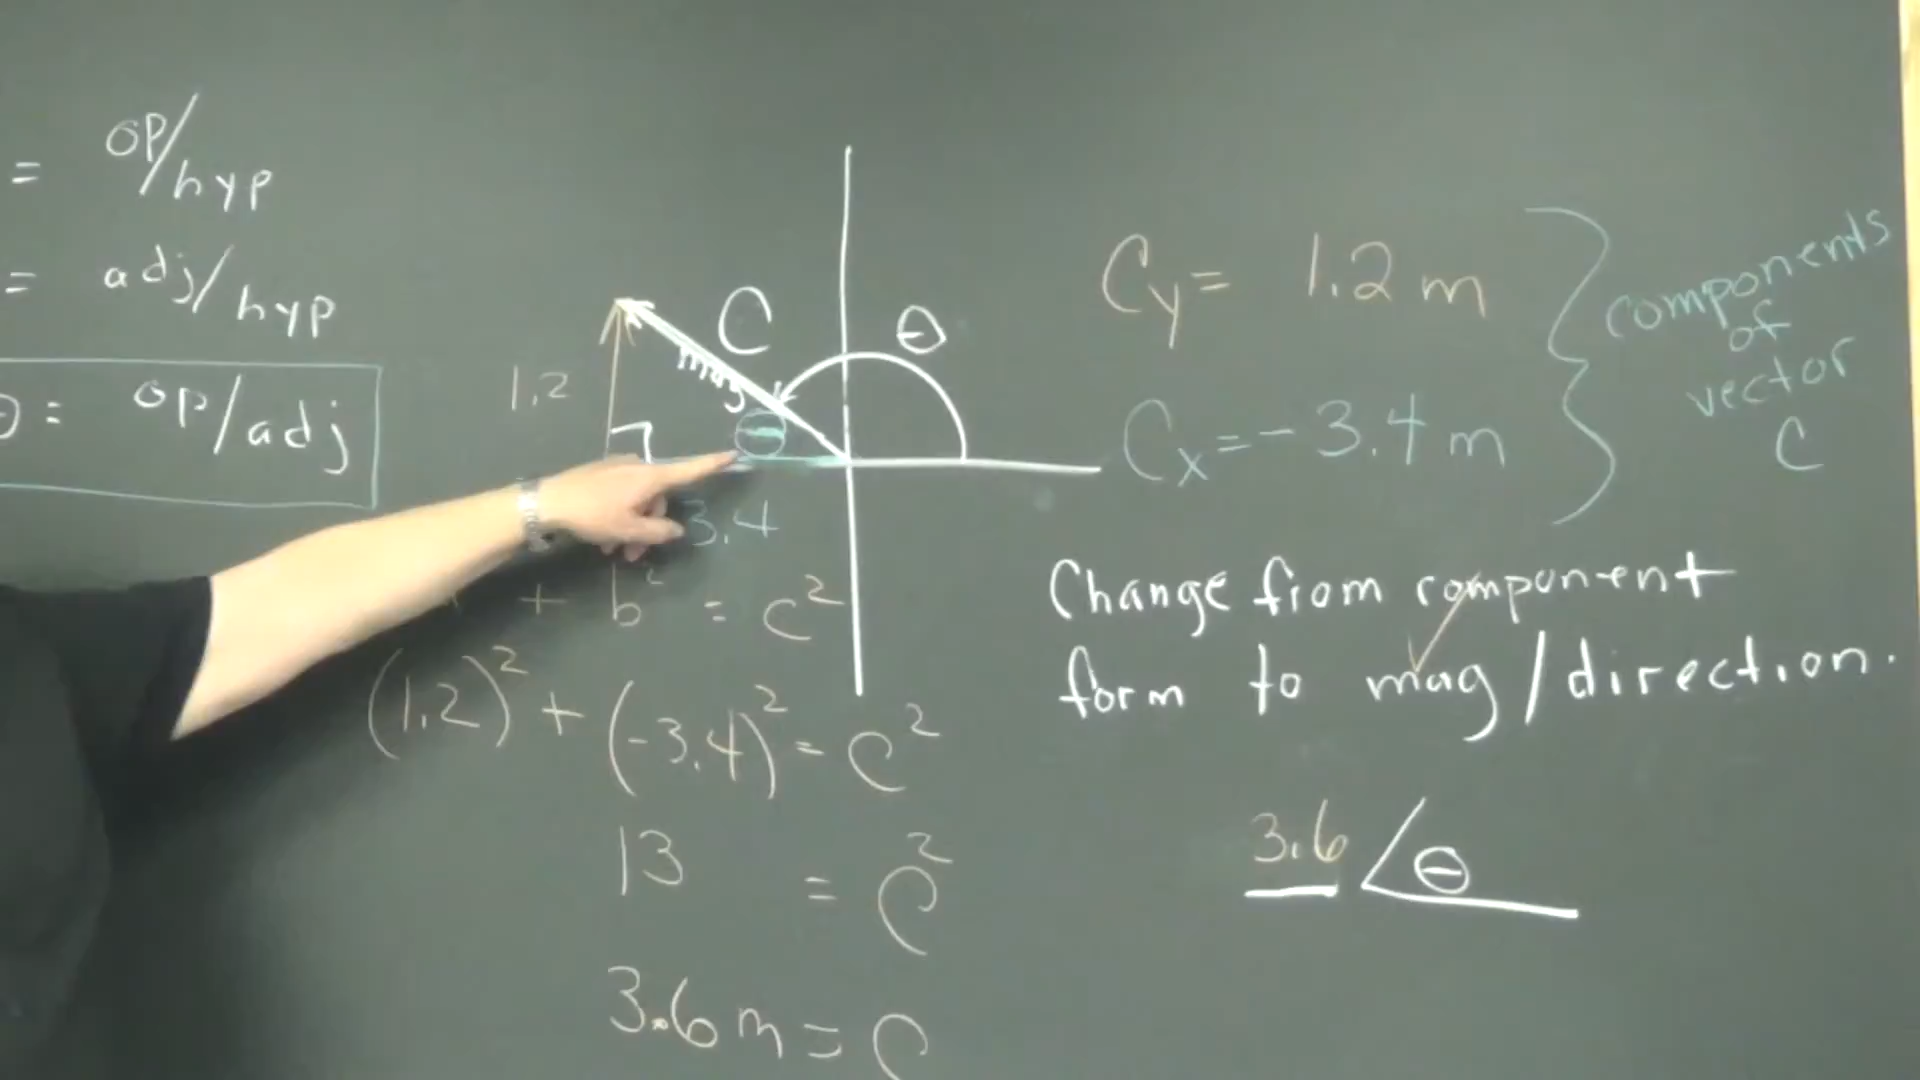 = op/hyp
= adj/hyp
θ = op/adj
C
θ
mag
1.2
θ
3.4
+ b² = c²
(1.2)² + (-3.4)² = c²
13 = c²
3.6 m = c
Cy = 1.2 m
Cx = -3.4 m
components
of
vector
C
Change from component
form to mag/direction.
3.6 ∠θ